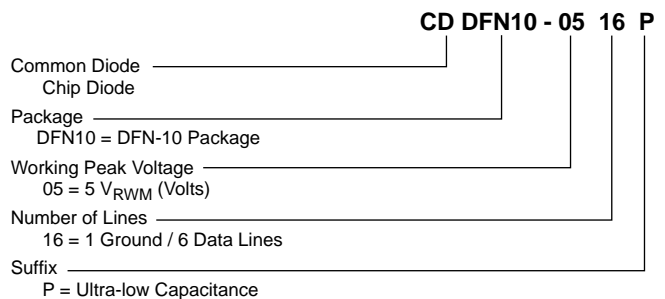 CD DFN10 - 05 16 P
Common Diode
Chip Diode
Package
DFN10 = DFN-10 Package
Working Peak Voltage
05 = 5 VRWM (Volts)
Number of Lines
16 = 1 Ground / 6 Data Lines
Suffix
P = Ultra-low Capacitance